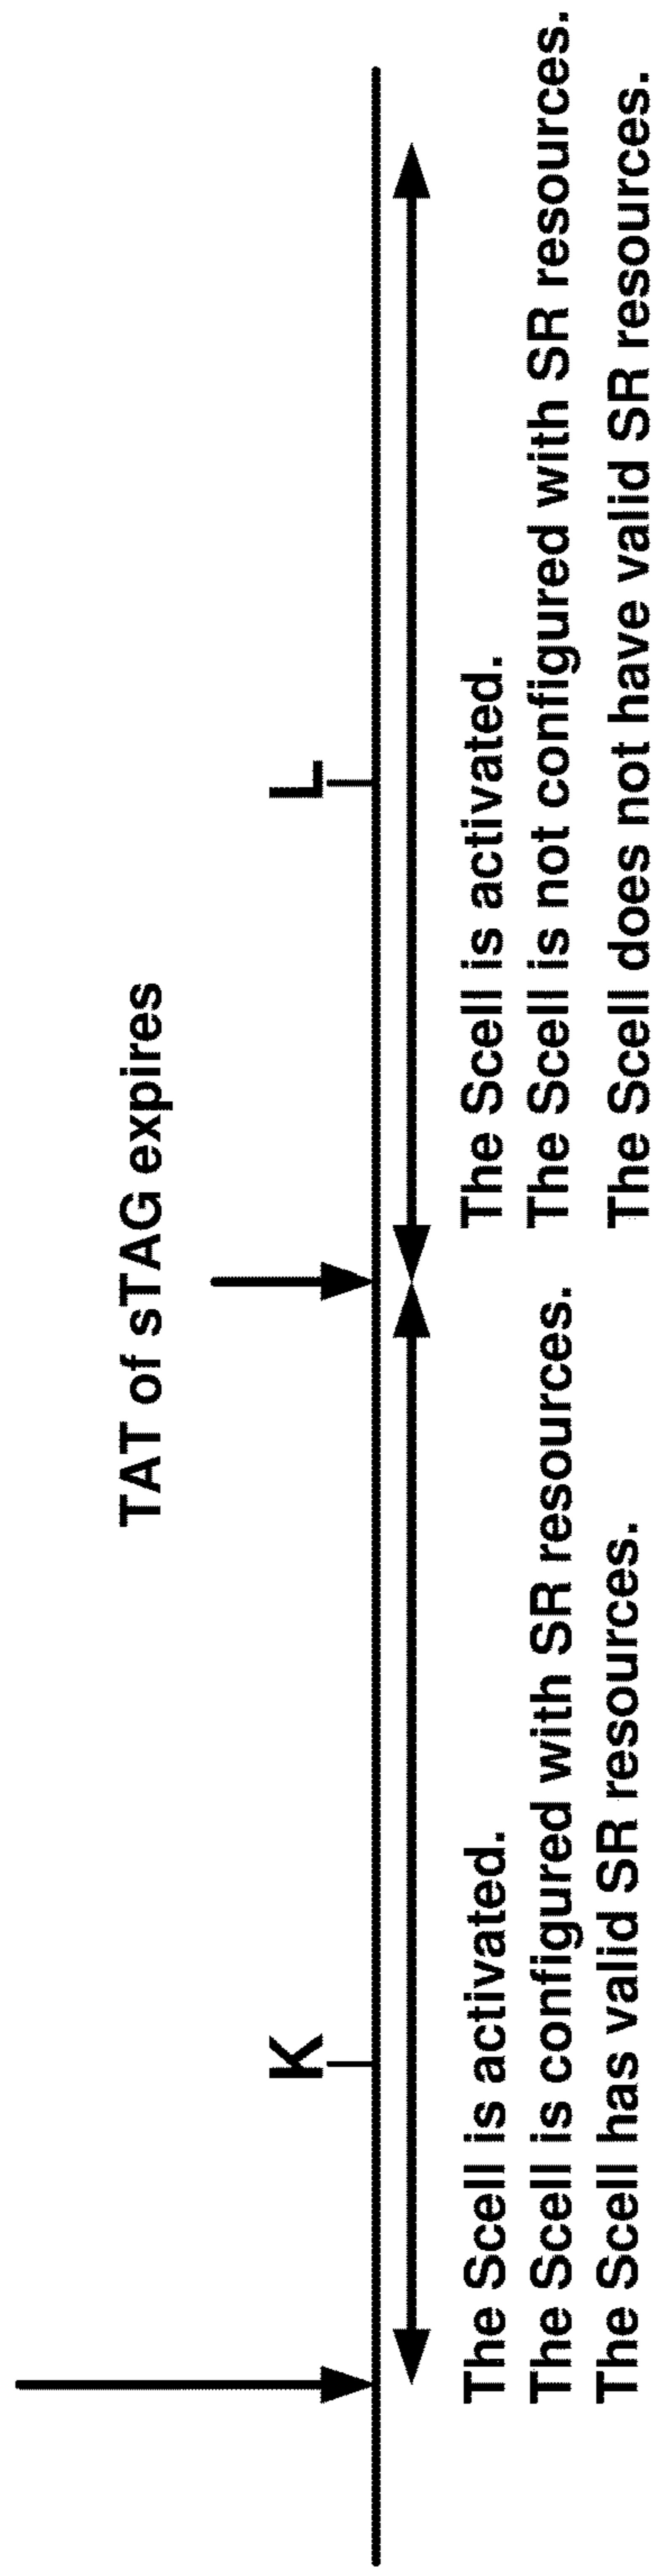 TAT of sTAG expires
K
L
The Scell is activated.
The Scell is configured with SR resources.
The Scell has valid SR resources.
The Scell is activated.
The Scell is not configured with SR resources.
The Scell does not have valid SR resources.